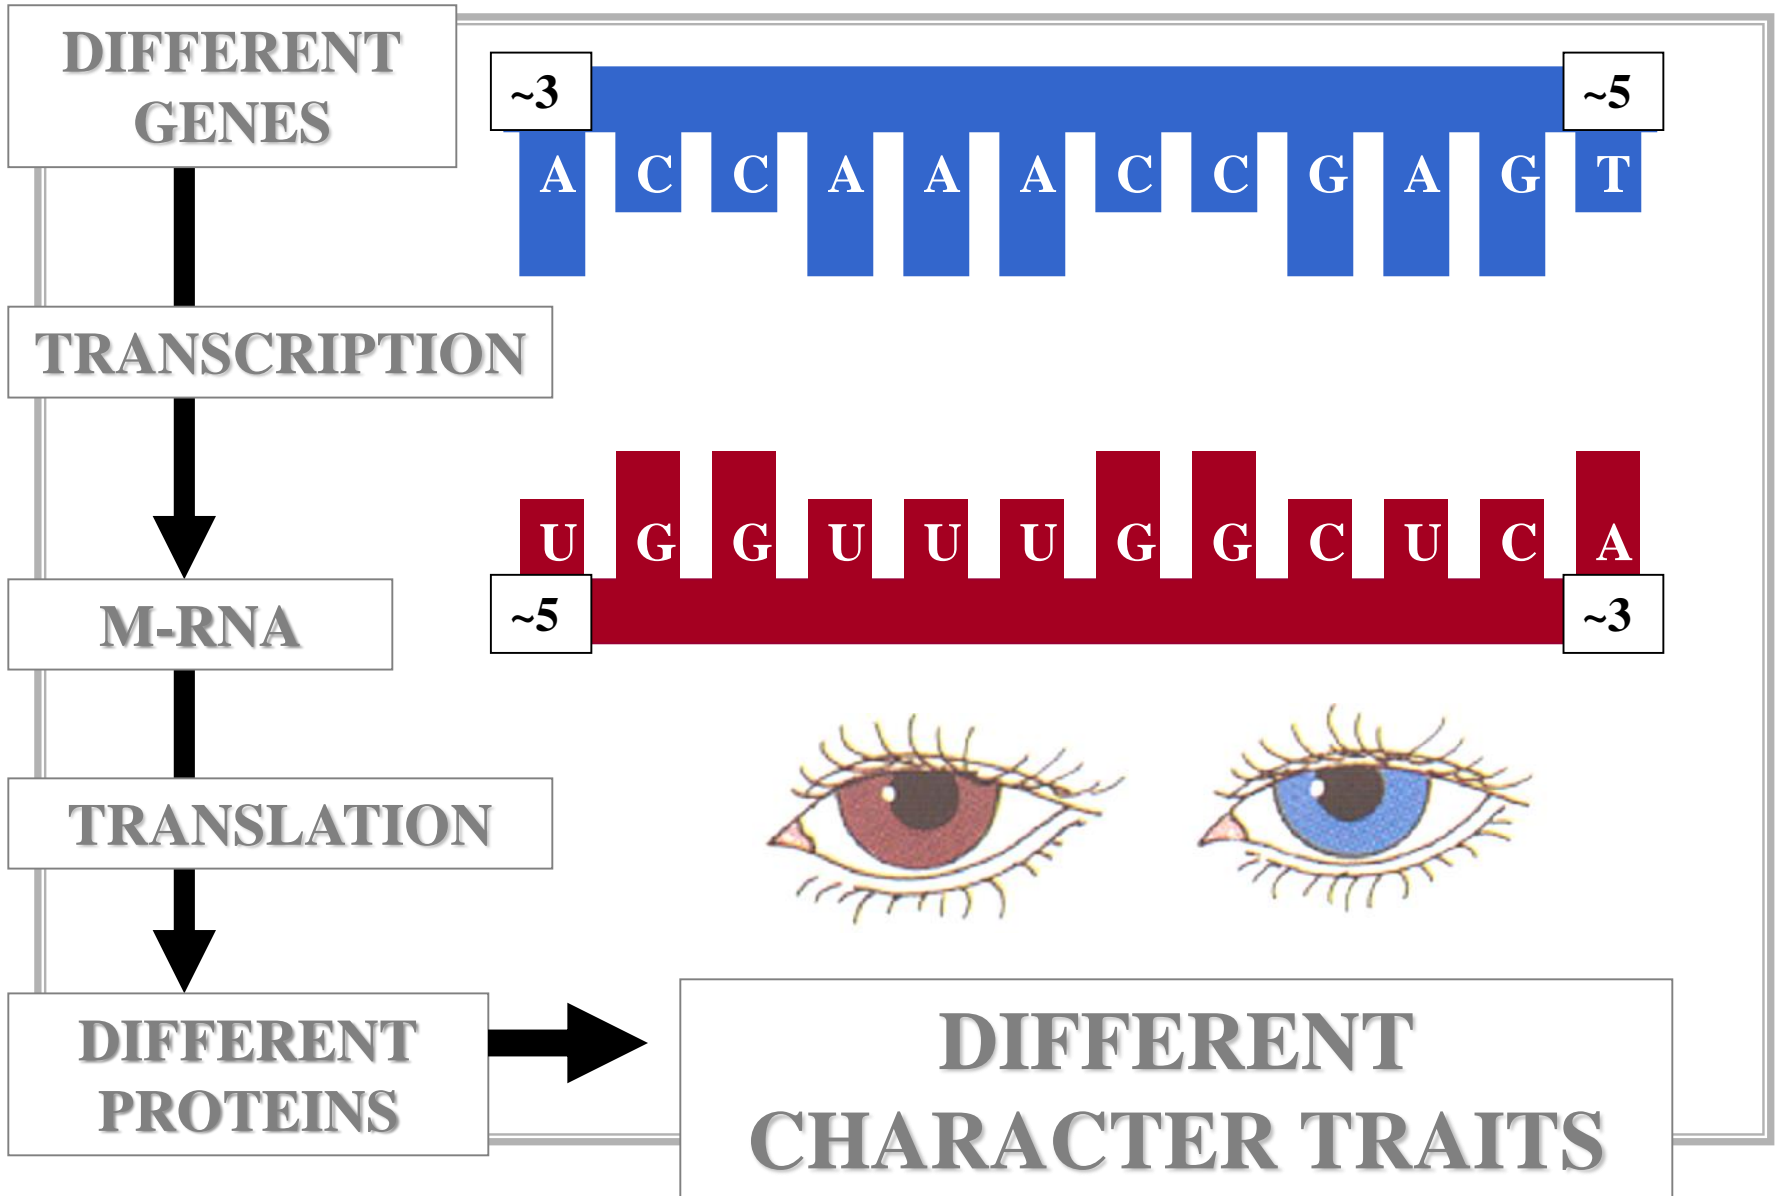 DIFFERENT
GENES
~3 ~5
A C C A A A C C G A G T
TRANSCRIPTION
U G G U U U G G C U C A
~5 ~3
M-RNA
TRANSLATION
DIFFERENT
PROTEINS
DIFFERENT
CHARACTER TRAITS